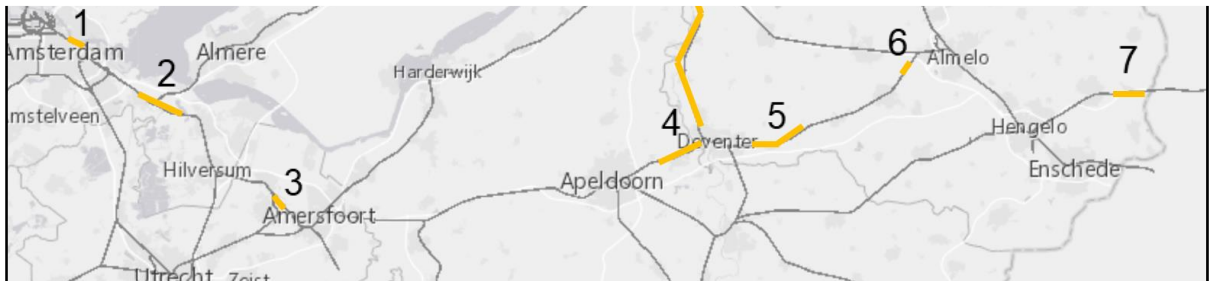 1
Amsterdam
2
Almere
Harderwijk
6
Almelo
7
mstelveen
4
5
Deventer
Hengelo
Hilversum
3
Apeldoorn
Enschede
Amersfoort
Utrecht
Zeist